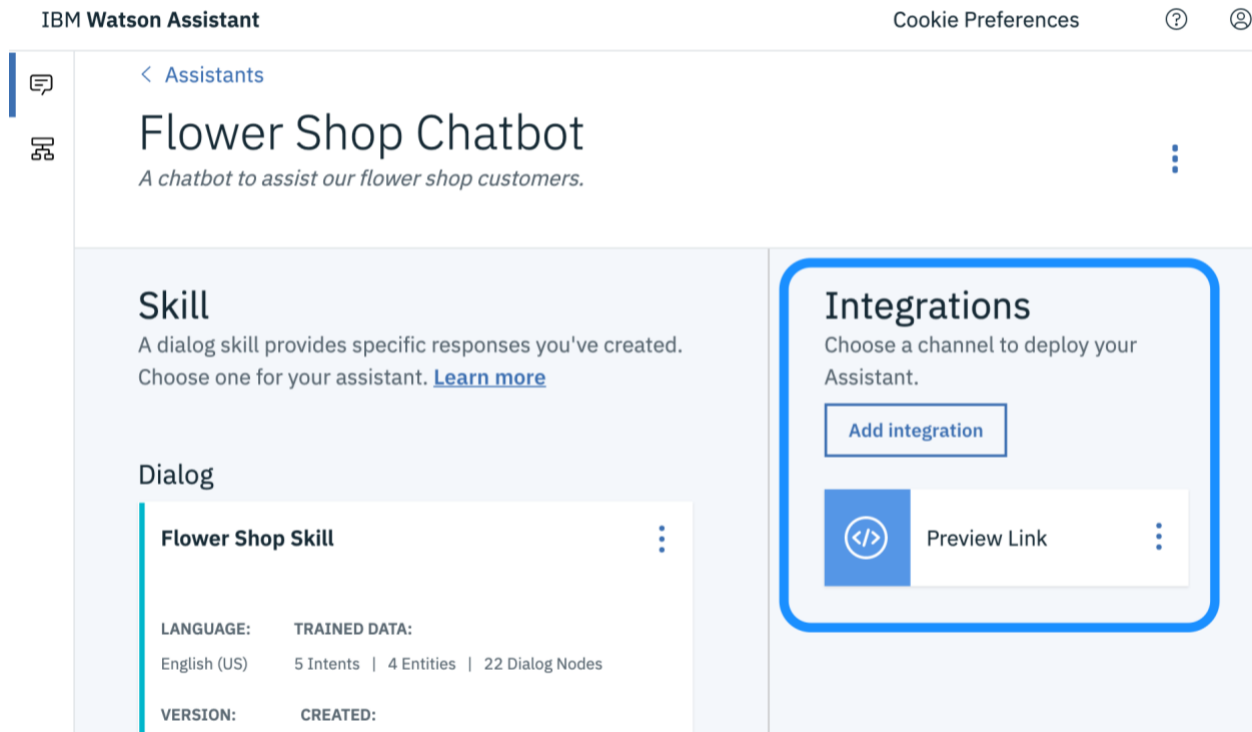 IBM Watson Assistant
Cookie Preferences
< Assistants
Flower Shop Chatbot
A chatbot to assist our flower shop customers.
Skill
A dialog skill provides specific responses you've created.
Choose one for your assistant. Learn more
Dialog
Flower Shop Skill
LANGUAGE: TRAINED DATA:
English (US) 5 Intents | 4 Entities | 22 Dialog Nodes
VERSION: CREATED:
Integrations
Choose a channel to deploy your
Assistant.
Add integration
</> Preview Link